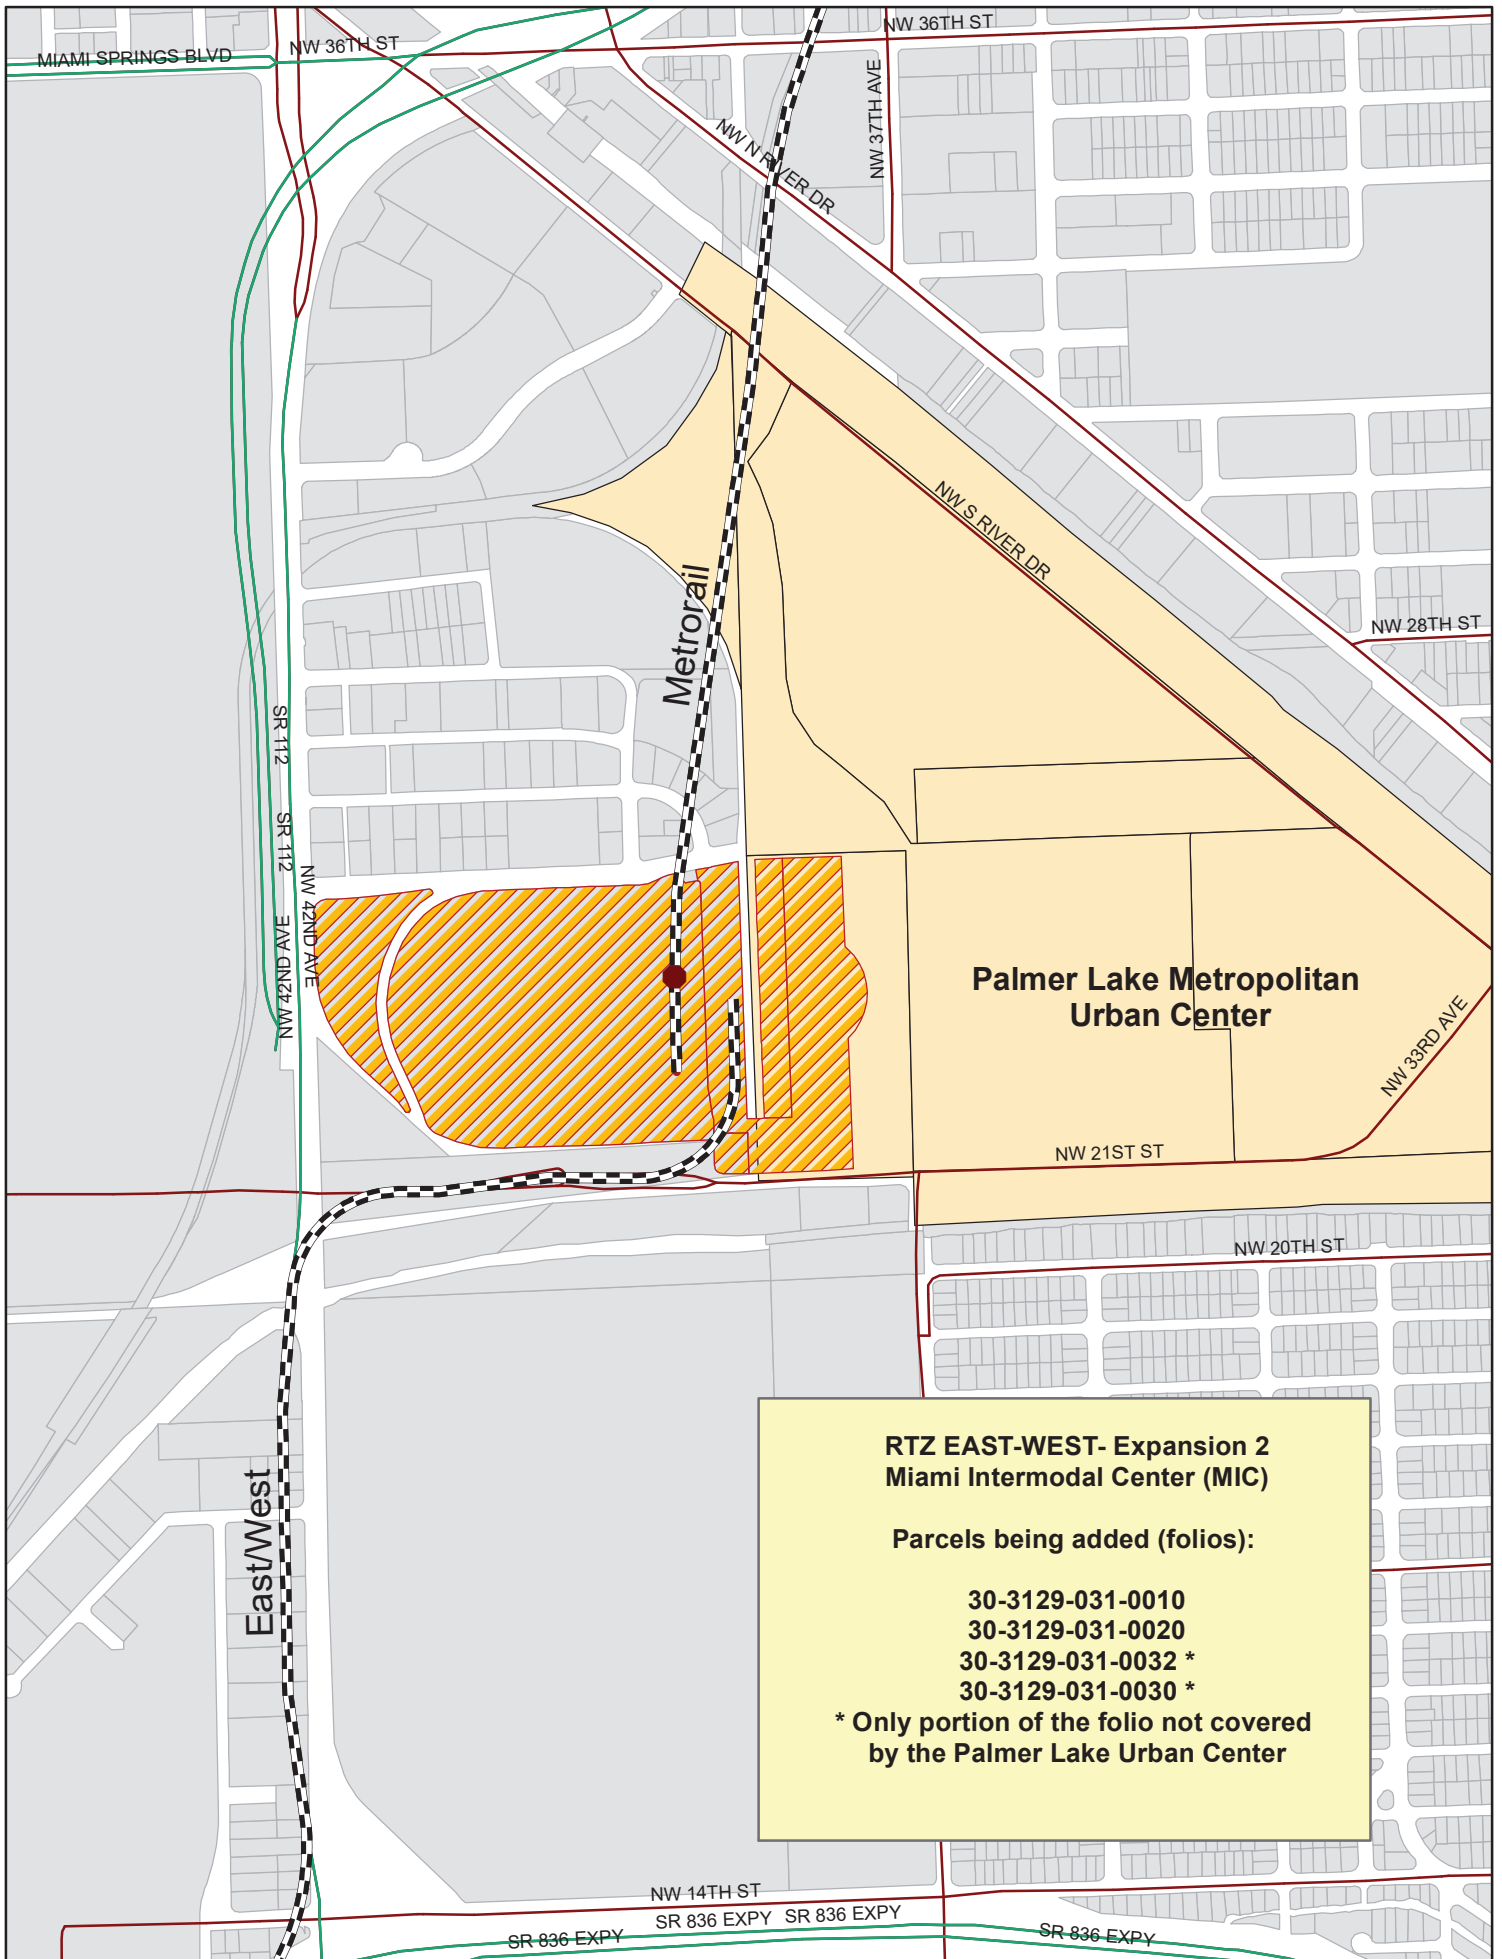 NW 36TH ST
MIAMI SPRINGS BLVD
NW 36TH ST
NW 37TH AVE
NW N RIVER DR
NW S RIVER DR
Metrorail
NW 28TH ST
SR 112
SR 112
NW 42ND AVE
NW 42ND AVE
Palmer Lake Metropolitan
Urban Center
NW 33RD AVE
NW 21ST ST
NW 20TH ST
East/West
RTZ EAST-WEST- Expansion 2
Miami Intermodal Center (MIC)
Parcels being added (folios):
30-3129-031-0010
30-3129-031-0020
30-3129-031-0032 *
30-3129-031-0030 *
* Only portion of the folio not covered
by the Palmer Lake Urban Center
NW 14TH ST
SR 836 EXPY
SR 836 EXPY
SR 836 EXPY
SR 836 EXPY